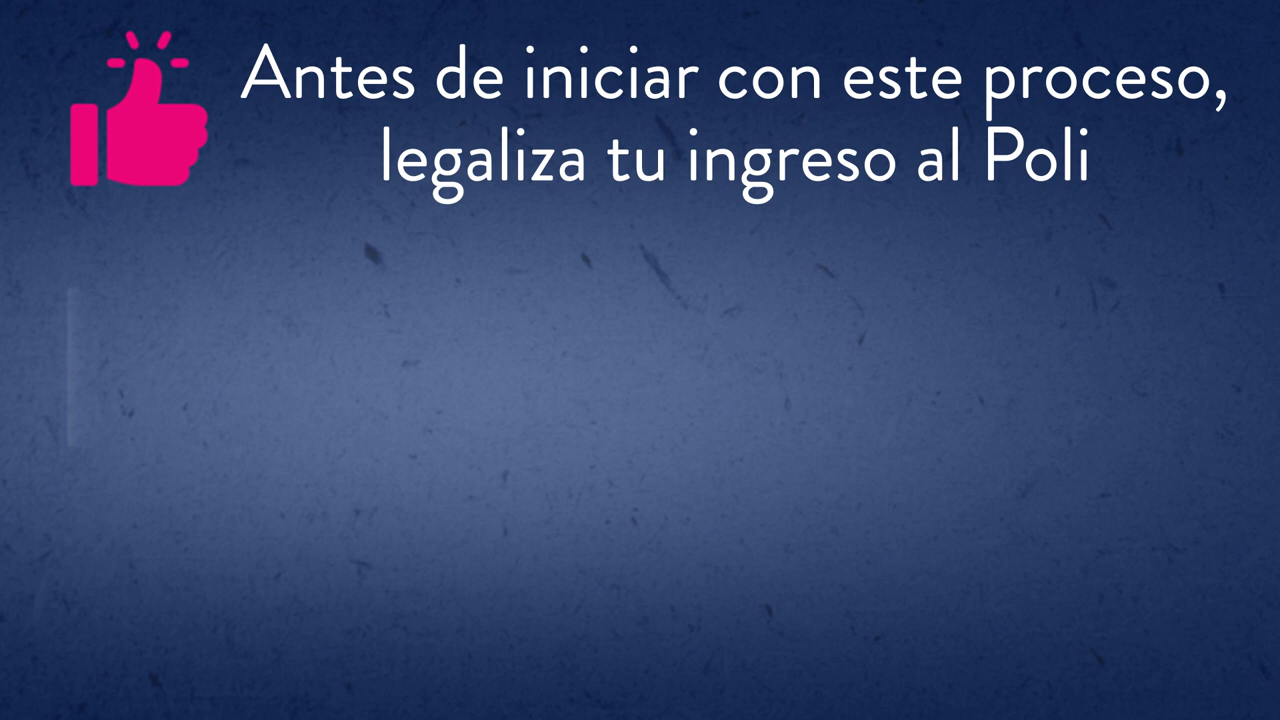 Antes de iniciar con este proceso,
legaliza tu ingreso al Poli